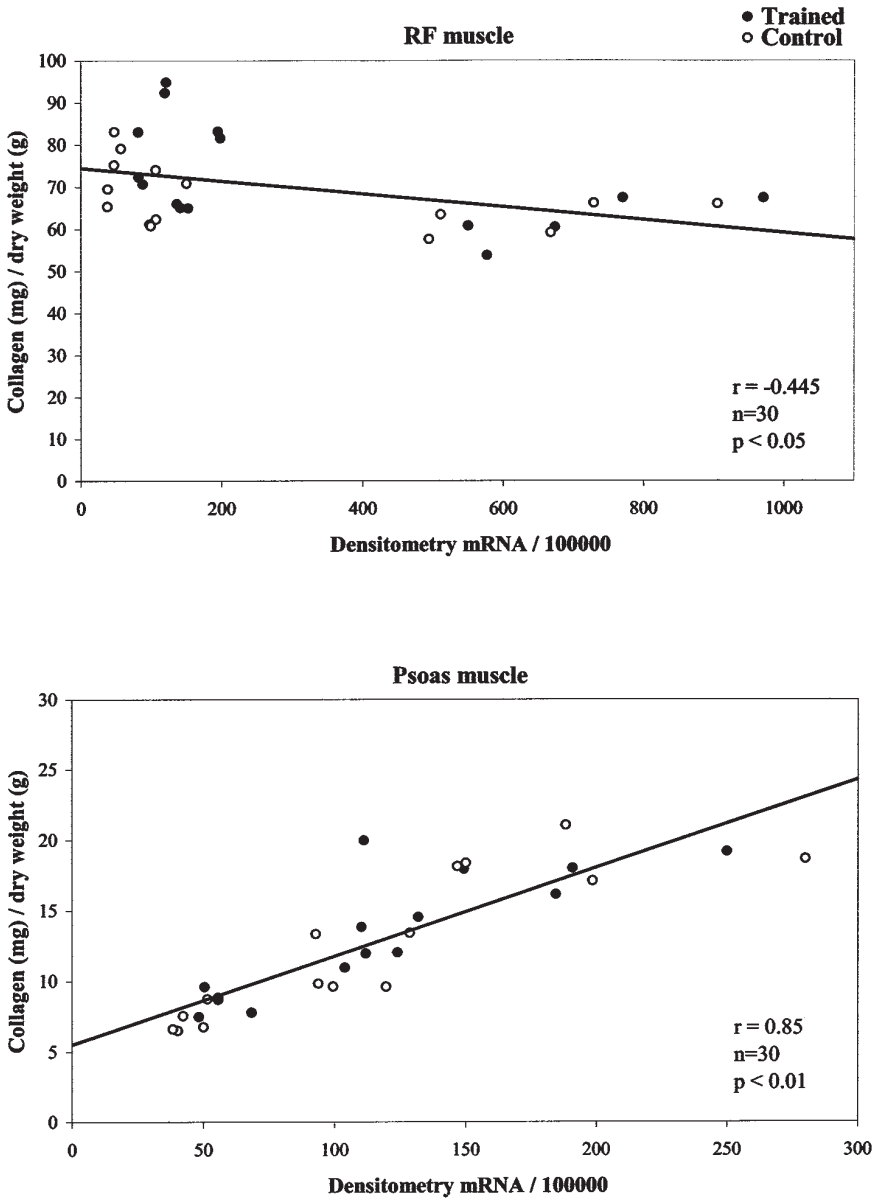 RF muscle
● Trained
○ Control
Collagen (mg) / dry weight (g)
100
90
80
70
60
50
40
30
20
10
0
r = -0.445
n=30
p < 0.05
0 200 400 600 800 1000
Densitometry mRNA / 100000
Psoas muscle
Collagen (mg) / dry weight (g)
30
25
20
15
10
5
0
r = 0.85
n=30
p < 0.01
0 50 100 150 200 250 300
Densitometry mRNA / 100000